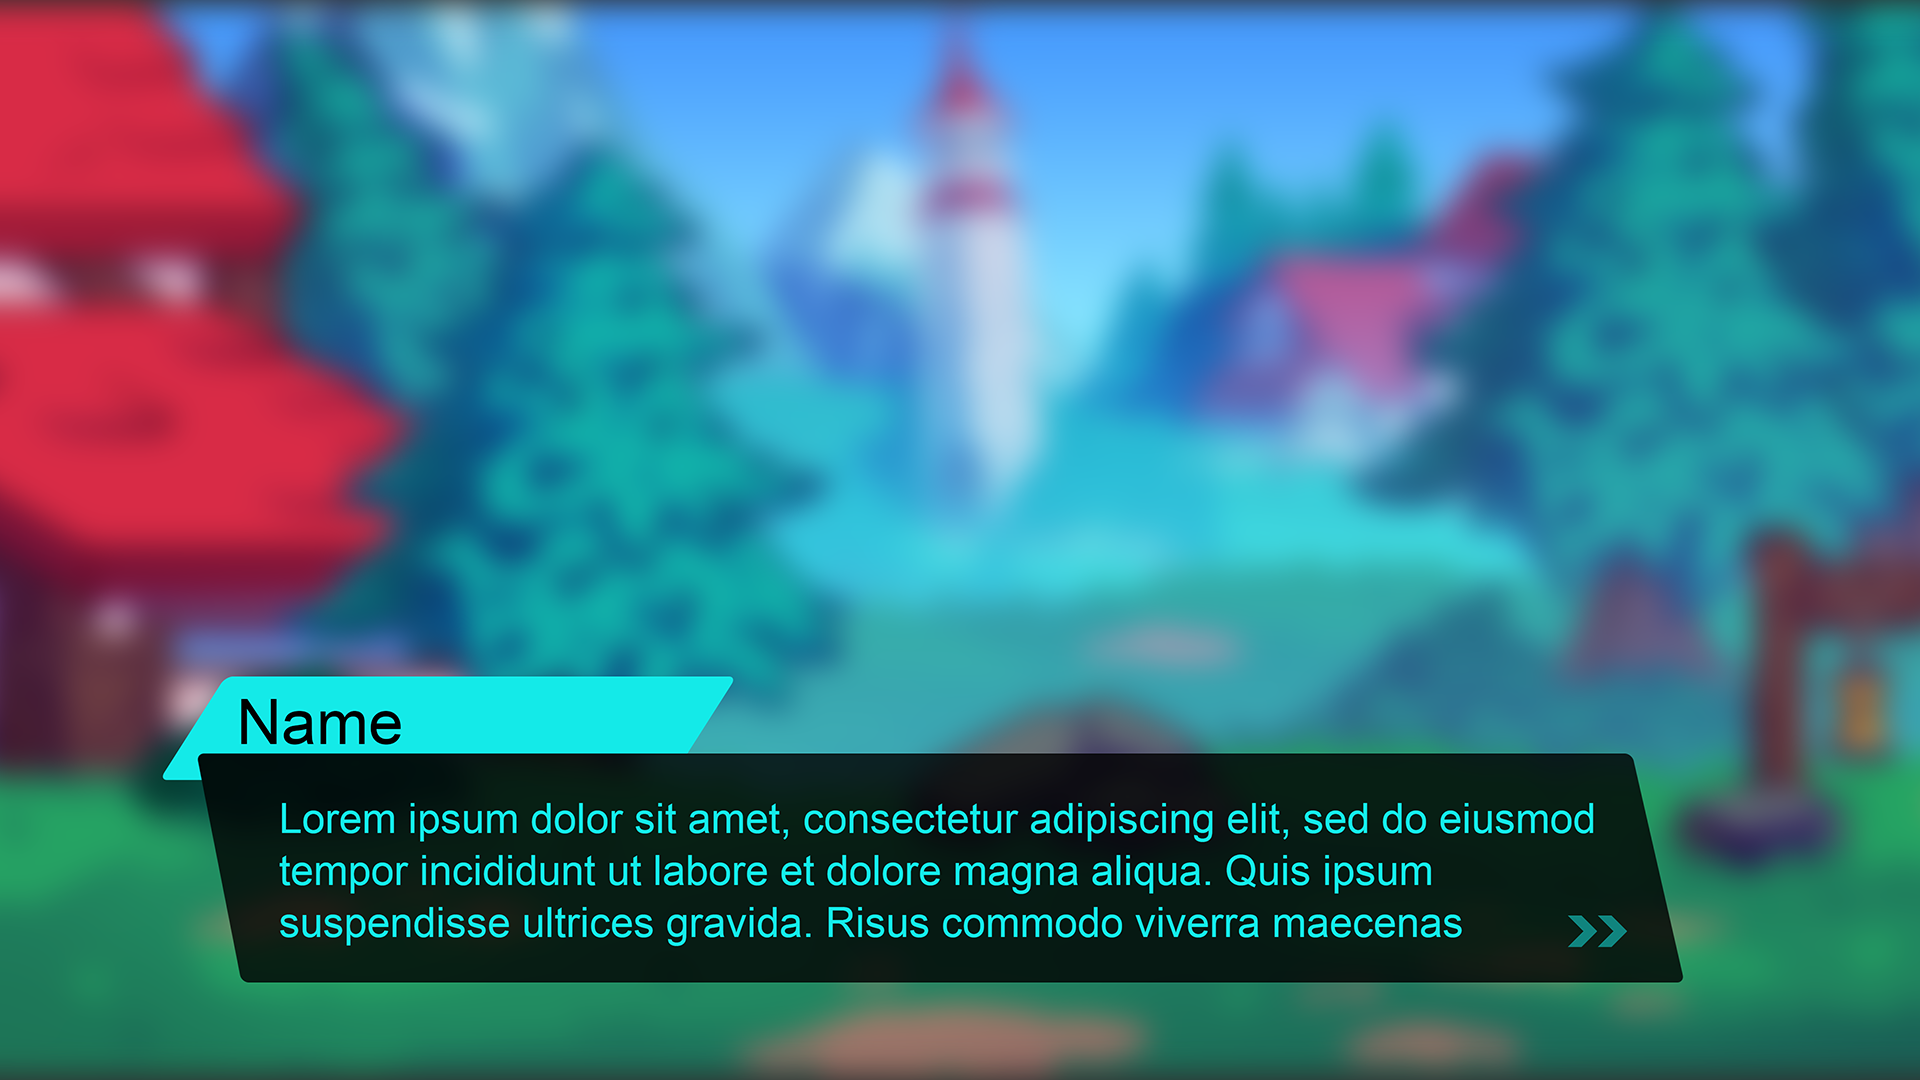 Name
Lorem ipsum dolor sit amet, consectetur adipiscing elit, sed do eiusmod
tempor incididunt ut labore et dolore magna aliqua. Quis ipsum
suspendisse ultrices gravida. Risus commodo viverra maecenas